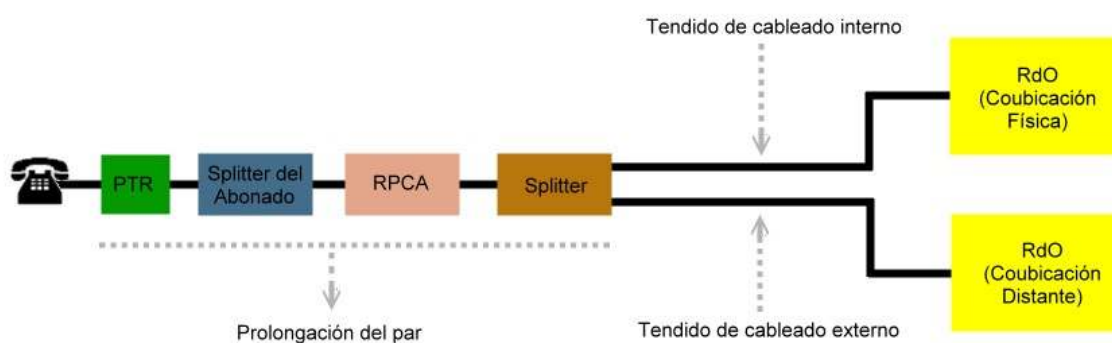 Tendido de cableado interno
RdO
(Coubicación
Física)
PTR
Splitter del
Abonado
RPCA
Splitter
RdO
(Coubicación
Distante)
Prolongación del par
Tendido de cableado externo